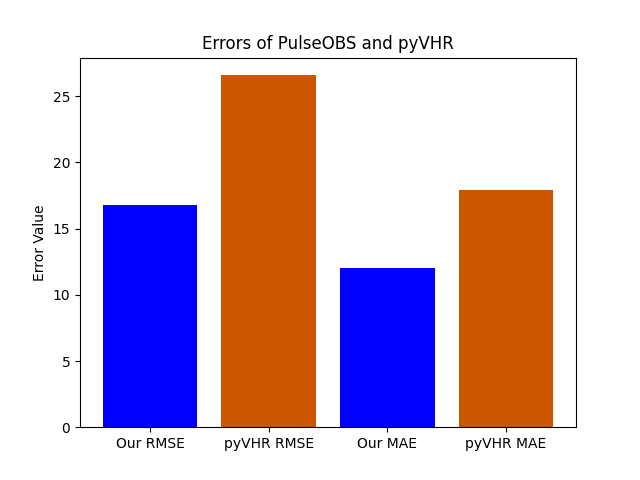 Errors of PulseOBS and pyVHR
Error Value
25
20
15
10
5
0
Our RMSE
pyVHR RMSE
Our MAE
pyVHR MAE